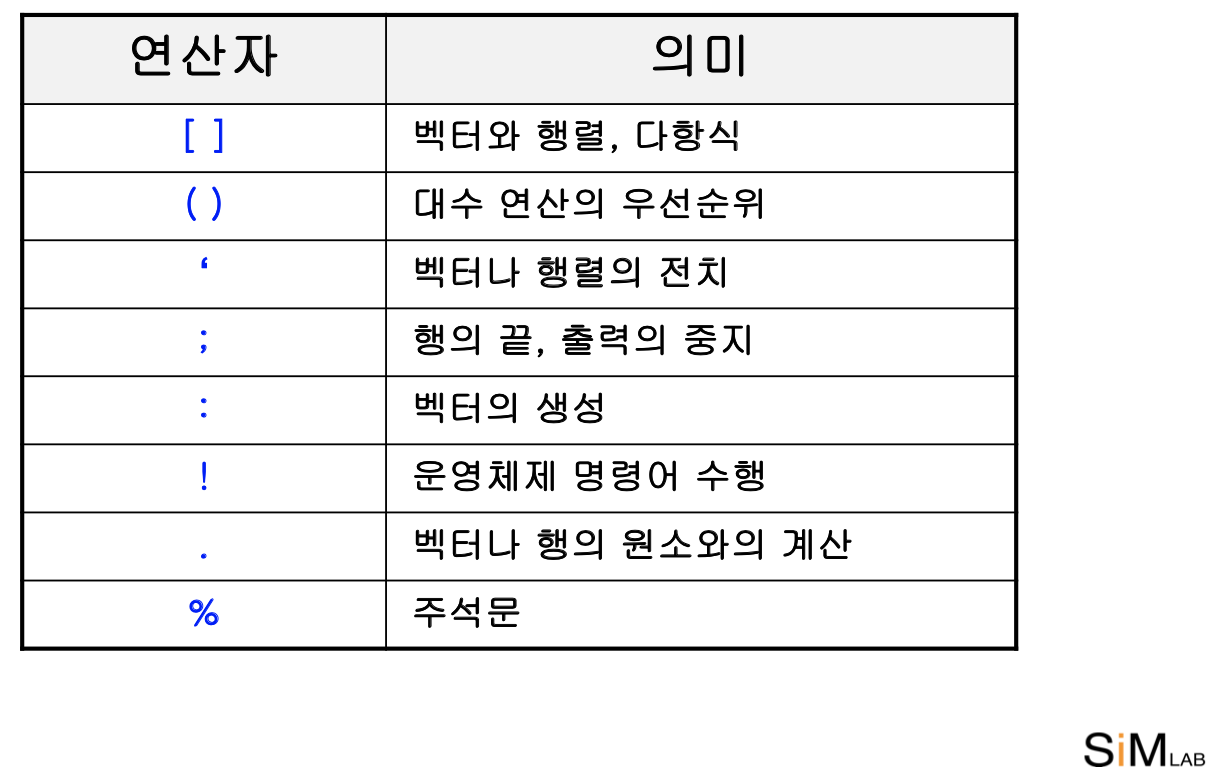 연산자 의미
[ ] 벡터와 행렬, 다항식
( ) 대수 연산의 우선순위
‘ 벡터나 행렬의 전치
; 행의 끝, 출력의 중지
: 벡터의 생성
! 운영체제 명령어 수행
. 벡터나 행의 원소와의 계산
% 주석문
SiM LAB